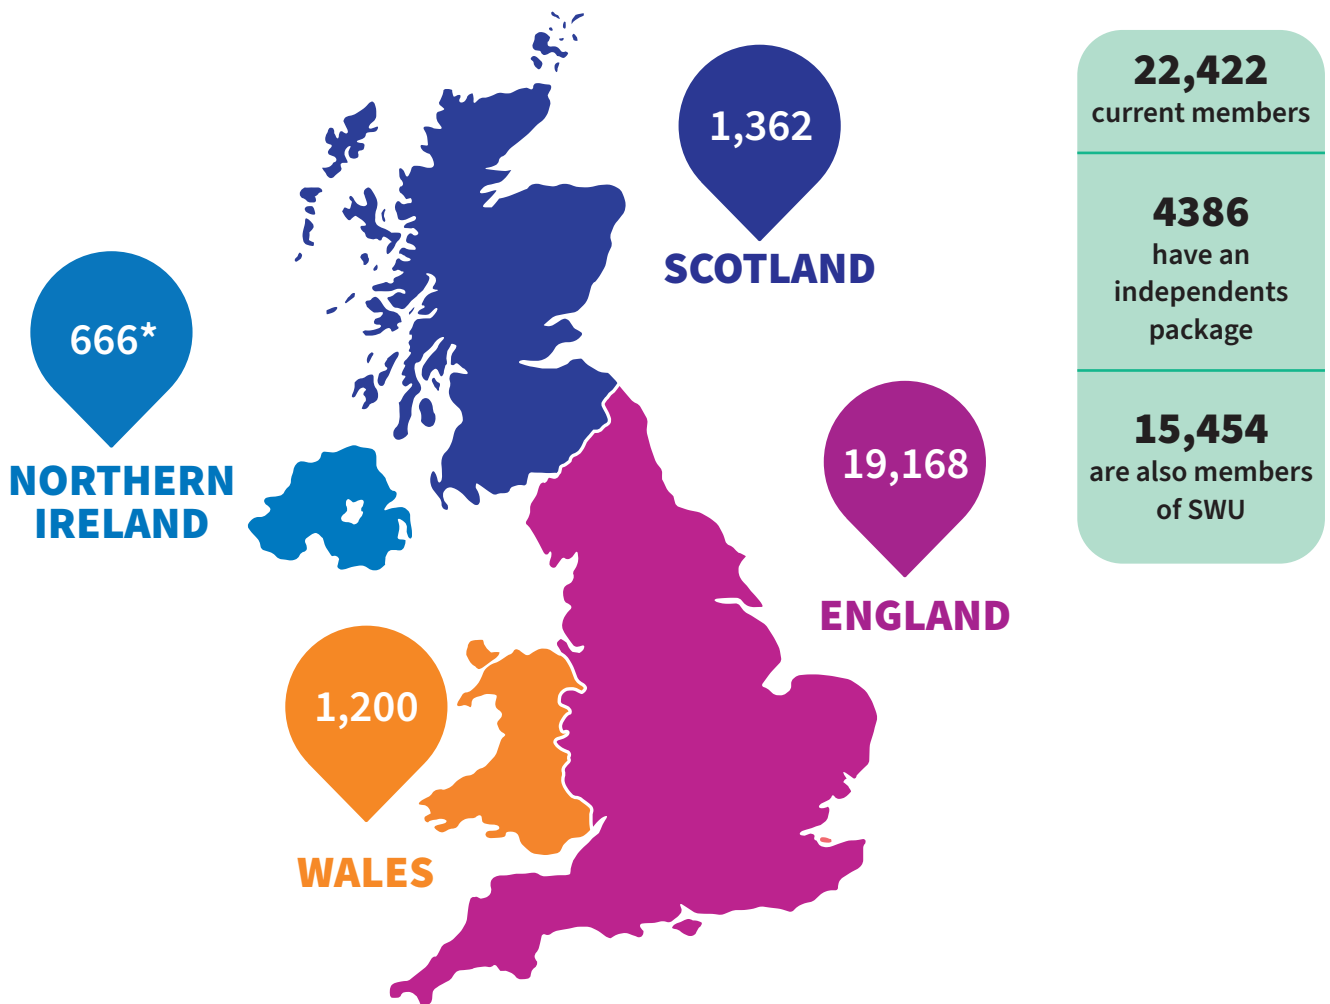 1,362
SCOTLAND
666*
NORTHERN
IRELAND
19,168
ENGLAND
1,200
WALES
22,422
current members
4386
have an
independents
package
15,454
are also members
of SWU